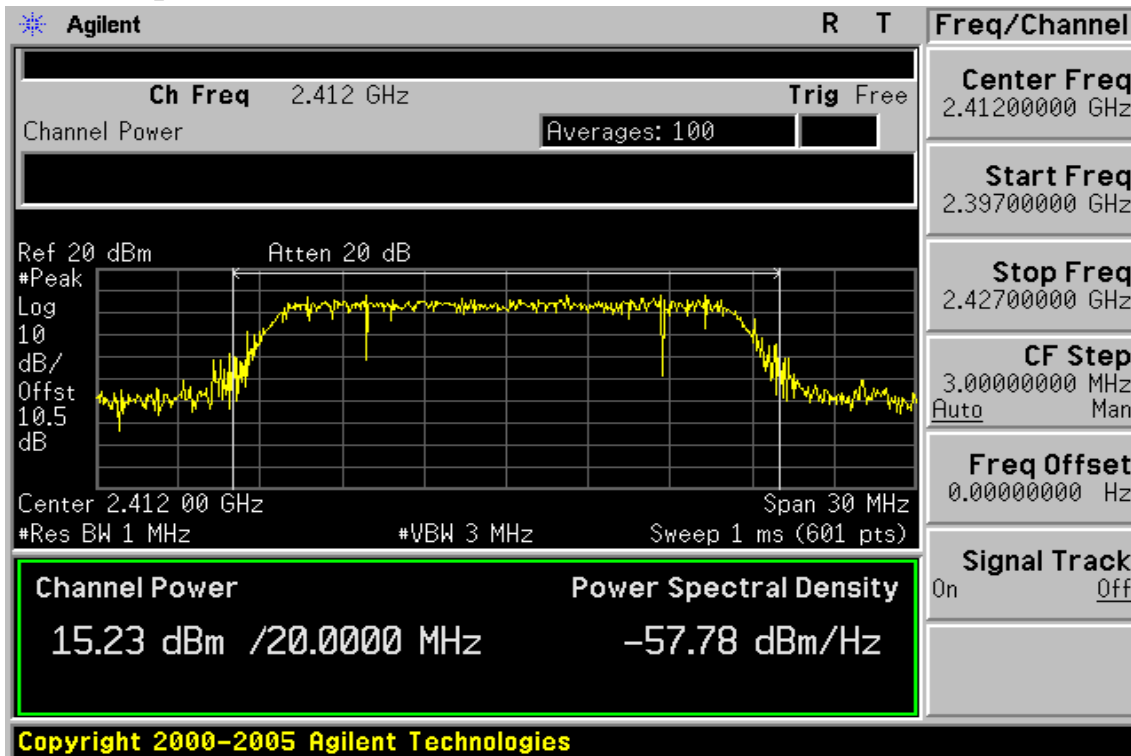 Agilent R T
Freq/Channel
Ch Freq 2.412 GHz Trig Free
Channel Power Averages: 100
Ref 20 dBm Atten 20 dB
#Peak
Log
10
dB/
Offst
10.5
dB
Center 2.412 00 GHz Span 30 MHz
#Res BW 1 MHz #VBW 3 MHz Sweep 1 ms (601 pts)
Channel Power Power Spectral Density
15.23 dBm /20.0000 MHz -57.78 dBm/Hz
Copyright 2000-2005 Agilent Technologies
Center Freq
2.41200000 GHz
Start Freq
2.39700000 GHz
Stop Freq
2.42700000 GHz
CF Step
3.00000000 MHz
Auto Man
Freq Offset
0.00000000 Hz
Signal Track
On Off